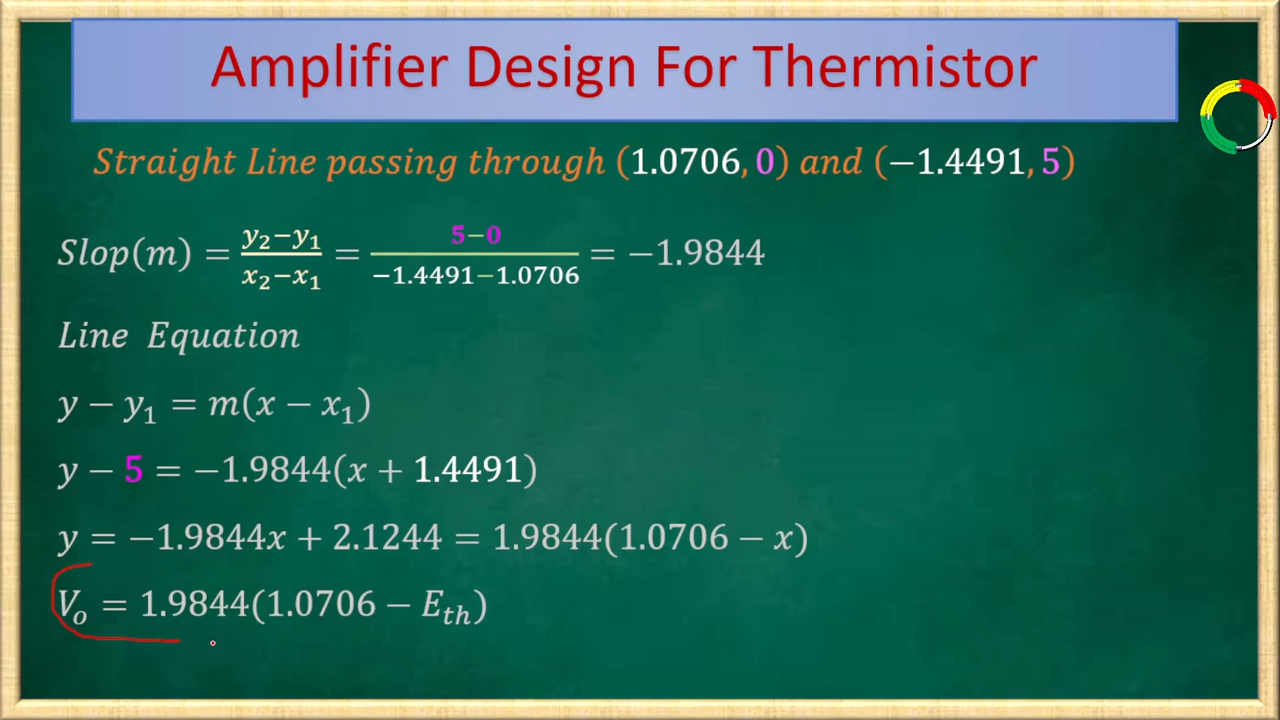 Amplifier Design For Thermistor
Straight Line passing through (1.0706, 0) and (−1.4491, 5)
Slop(m) = y₂−y₁/x₂−x₁ = 5−0/−1.4491−1.0706 = −1.9844
Line Equation
y − y₁ = m(x − x₁)
y − 5 = −1.9844(x + 1.4491)
y = −1.9844x + 2.1244 = 1.9844(1.0706 − x)
Vₒ = 1.9844(1.0706 − Eₜₕ)